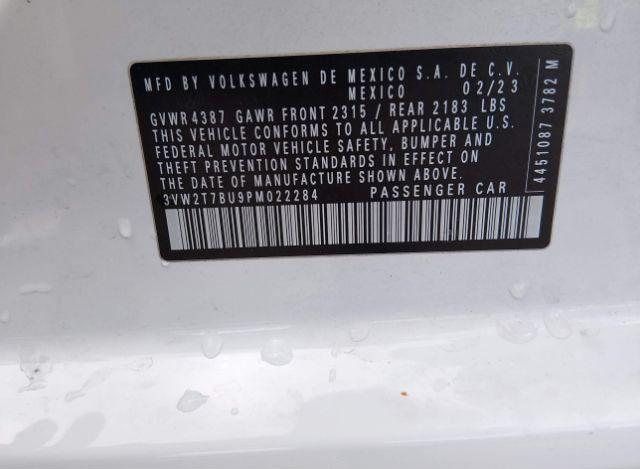 MFD BY VOLKSWAGEN DE MEXICO S.A. DE C.V.
MEXICO 02/23
GVWR 4387 GAWR FRONT 2315 / REAR 2183 LBS
THIS VEHICLE CONFORMS TO ALL APPLICABLE U.S.
FEDERAL MOTOR VEHICLE SAFETY, BUMPER AND
THEFT PREVENTION STANDARDS IN EFFECT ON
THE DATE OF MANUFACTURE SHOWN ABOVE.
3VW2T7BU9PM022284 PASSENGER CAR
4451087 3782 M